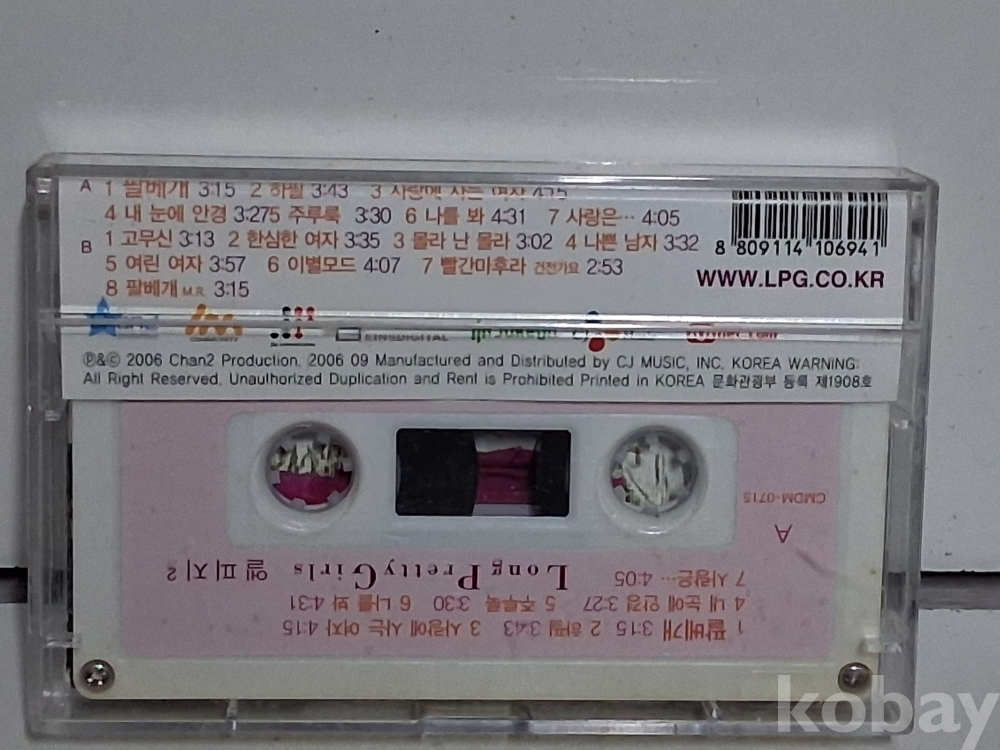 A 1 팔베개 3:15 2 하필 3:43 3 사랑에 사는 여자 4:15
4 내 눈에 안경 3:27 5 주루룩 3:30 6 나를 봐 4:31 7 사랑은… 4:05
B 1 고무신 3:13 2 한심한 여자 3:35 3 몰라 난 몰라 3:02 4 나쁜 남자 3:32
5 여린 여자 3:57 6 이별모드 4:07 7 빨간마후라 건전가요 2:53
8 팔베개 M.R. 3:15
8 809114 106941
WWW.LPG.CO.KR
EINSDIGITAL
℗&© 2006 Chan2 Production, 2006 09 Manufactured and Distributed by CJ MUSIC, INC, KOREA WARNING:
All Right Reserved, Unauthorized Duplication and Renl is Prohibited Printed in KOREA 문화관광부 등록 제1908호
CMDM-0715
A
Long Pretty Girls 엘피지 2
1 팔베개 3:15 2 하필 3:43 3 사랑에 사는 여자 4:15
4 내 눈에 안경 3:27 5 주루룩 3:30 6 나를 봐 4:31
7 사랑은... 4:05
kobay